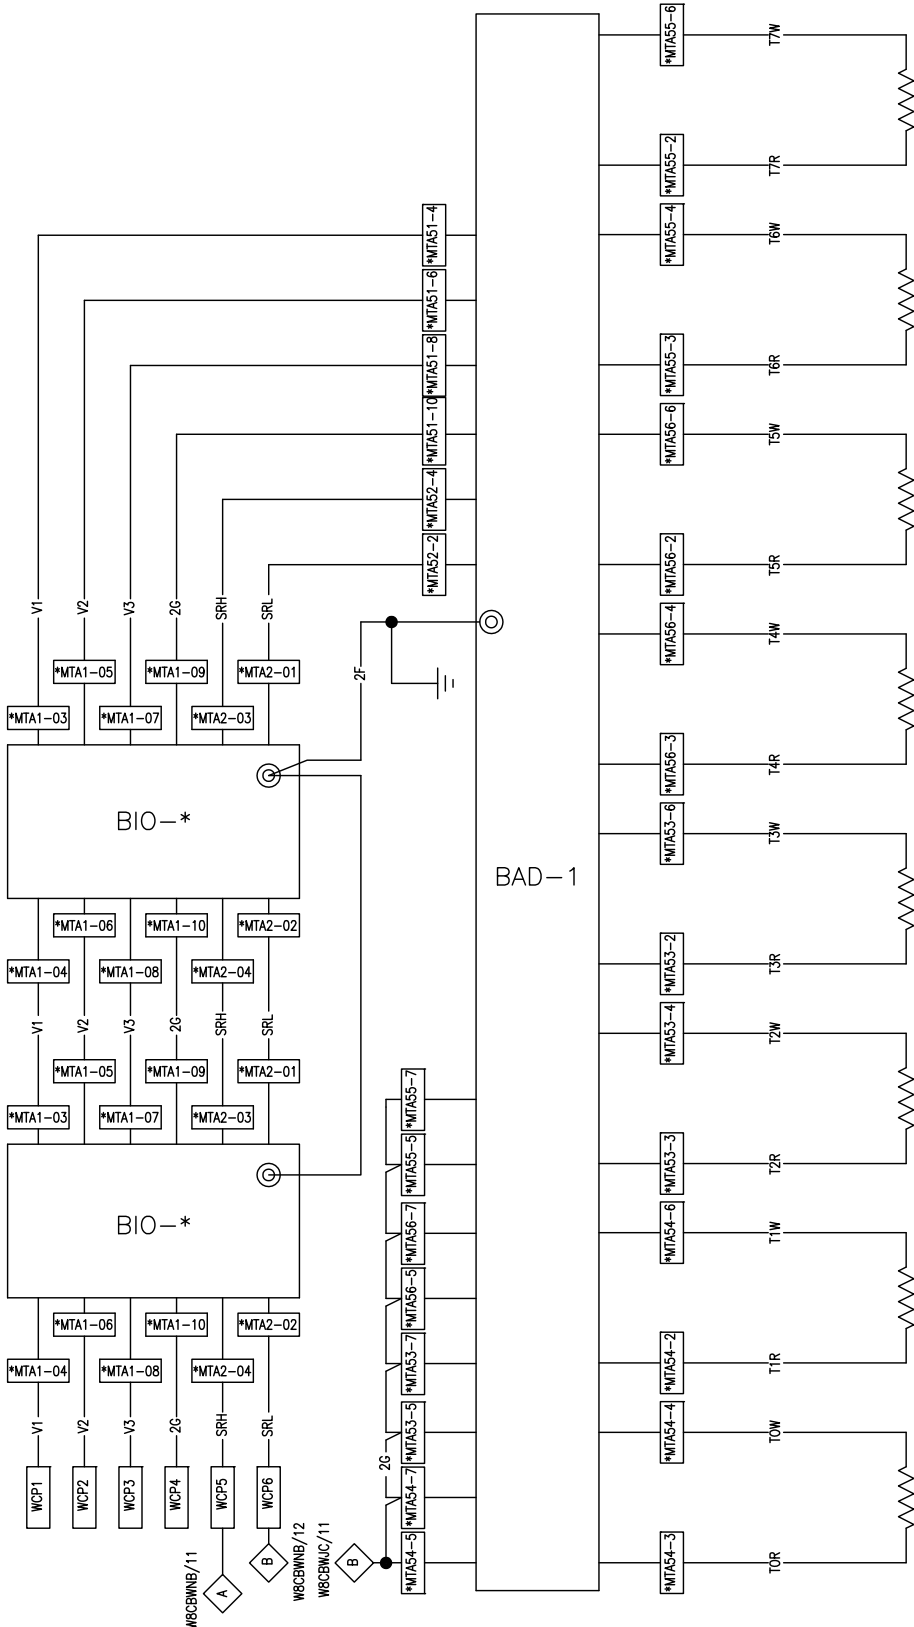 *MTA55-6
T7W
*MTA55-2
T7R
*MTA51-4
*MTA55-4
T6W
*MTA51-6
*MTA51-8
*MTA55-3
T6R
*MTA51-10
*MTA56-6
T5W
*MTA52-4
*MTA52-2
*MTA56-2
T5R
V1
V2
V3
2G
SRH
SRL
*MTA56-4
T4W
*MTA1-05
*MTA1-09
*MTA2-01
2F
*MTA1-03
*MTA1-07
*MTA2-03
*MTA56-3
T4R
BIO-*
*MTA53-6
T3W
BAD-1
*MTA1-06
*MTA1-10
*MTA2-02
*MTA1-04
*MTA1-08
*MTA2-04
*MTA53-2
T3R
V1
V2
V3
2G
SRH
SRL
*MTA53-4
T2W
*MTA1-05
*MTA1-09
*MTA2-01
*MTA55-7
*MTA1-03
*MTA1-07
*MTA2-03
*MTA55-5
*MTA53-3
T2R
BIO-*
*MTA56-7
*MTA54-6
T1W
*MTA56-5
*MTA1-06
*MTA1-10
*MTA2-02
*MTA1-04
*MTA1-08
*MTA2-04
*MTA53-7
*MTA54-2
T1R
V1
V2
V3
2G
SRH
SRL
*MTA53-5
*MTA54-4
T0W
2G
WCP1
WCP2
WCP3
WCP4
WCP5
WCP6
*MTA54-7
*MTA54-5
*MTA54-3
T0R
W8CBWNB/11
A
B
W8CBWNB/12
W8CBWJC/11
B